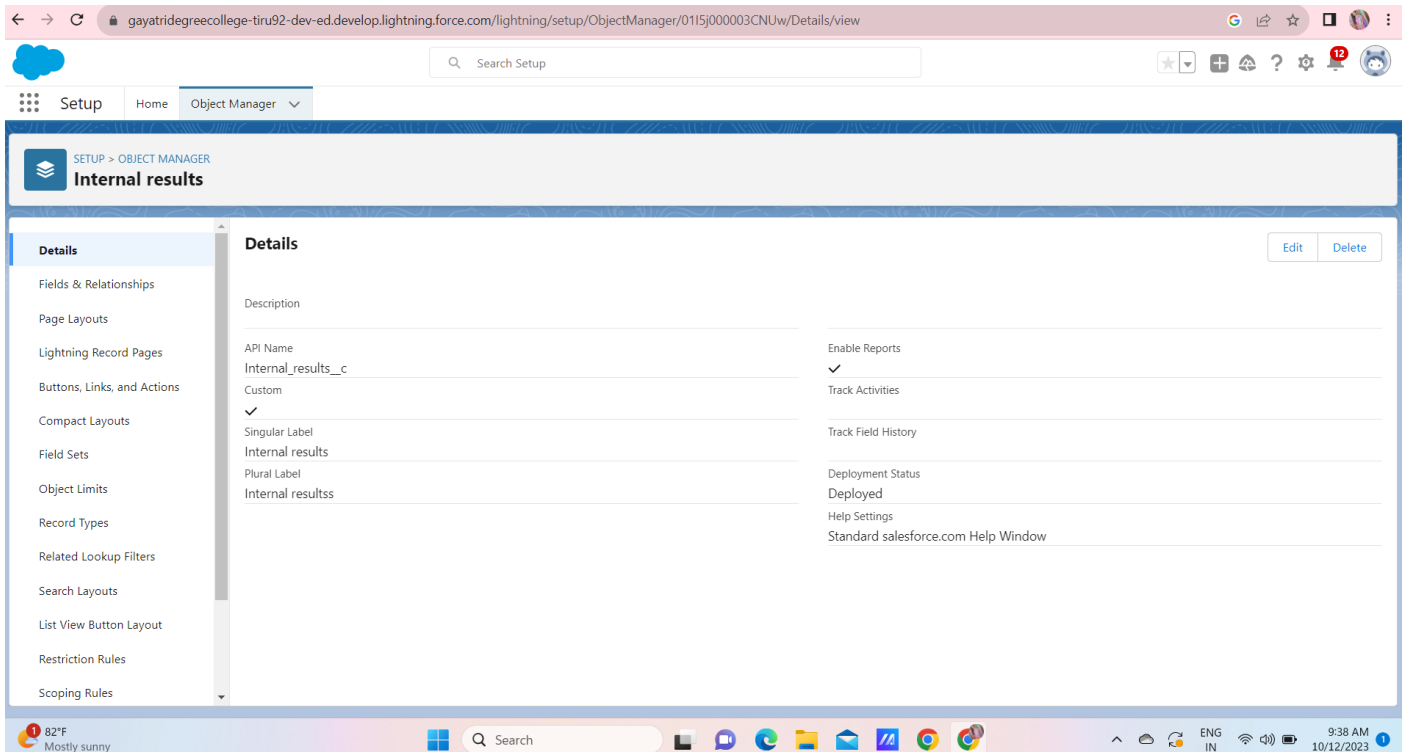 gayatridegreecollege-tiru92-dev-ed.develop.lightning.force.com/lightning/setup/ObjectManager/01I5j000003CNUw/Details/view
Search Setup
12
Setup
Home
Object Manager
SETUP > OBJECT MANAGER
Internal results
Details
Fields & Relationships
Page Layouts
Lightning Record Pages
Buttons, Links, and Actions
Compact Layouts
Field Sets
Object Limits
Record Types
Related Lookup Filters
Search Layouts
List View Button Layout
Restriction Rules
Scoping Rules
Details
Edit
Delete
Description
API Name
Internal_results__c
Custom
Singular Label
Internal results
Plural Label
Internal resultss
Enable Reports
Track Activities
Track Field History
Deployment Status
Deployed
Help Settings
Standard salesforce.com Help Window
1
82°F
Mostly sunny
Search
ENG
IN
9:38 AM
10/12/2023
1